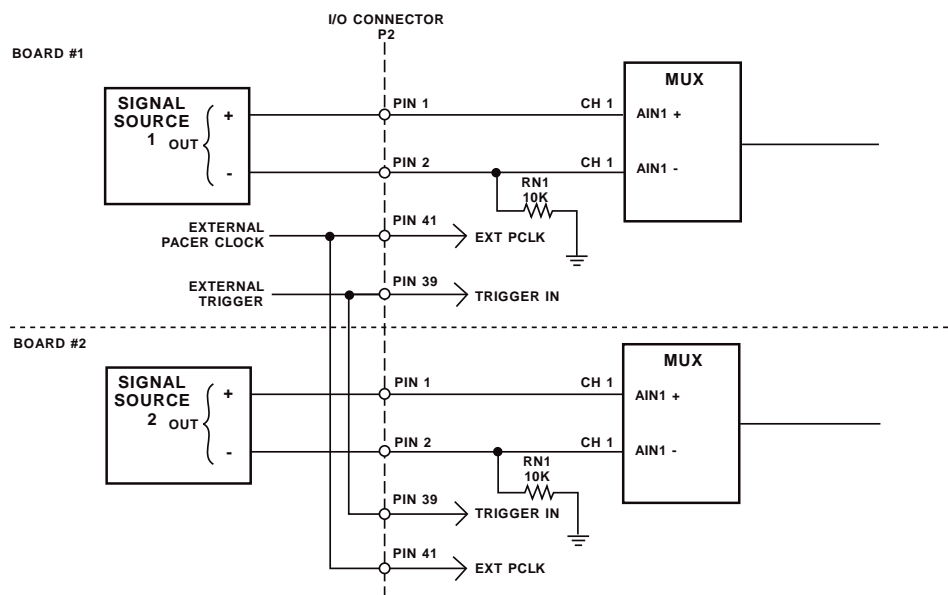 I/O CONNECTOR
P2
BOARD #1
SIGNAL
SOURCE
1 OUT
+
-
PIN 1
CH 1
MUX
AIN1 +
PIN 2
CH 1
AIN1 -
RN1
10K
EXTERNAL
PACER CLOCK
PIN 41
EXT PCLK
EXTERNAL
TRIGGER
PIN 39
TRIGGER IN
BOARD #2
SIGNAL
SOURCE
2 OUT
+
-
PIN 1
CH 1
MUX
AIN1 +
PIN 2
CH 1
AIN1 -
RN1
10K
PIN 39
TRIGGER IN
PIN 41
EXT PCLK